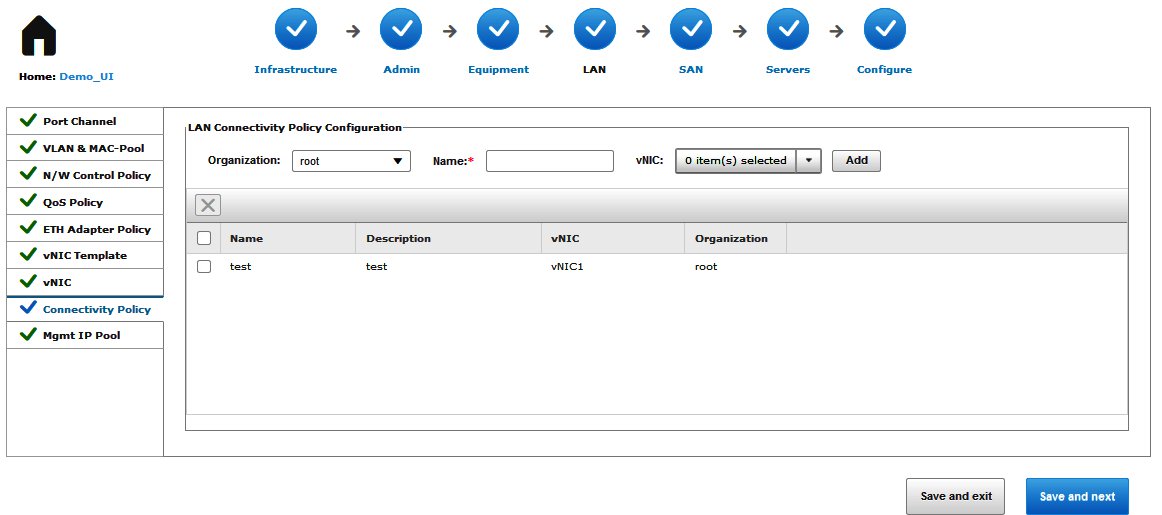 Home: Demo_UI
Infrastructure Admin Equipment LAN SAN Servers Configure
Port Channel
VLAN & MAC-Pool
N/W Control Policy
QoS Policy
ETH Adapter Policy
vNIC Template
vNIC
Connectivity Policy
Mgmt IP Pool
LAN Connectivity Policy Configuration
Organization: root Name:* vNIC: 0 item(s) selected Add
Name Description vNIC Organization
test test vNIC1 root
Save and exit Save and next